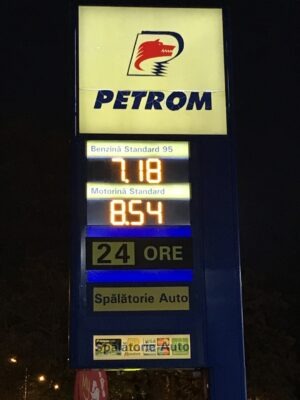 PETROM
Benzină Standard 95
7.18
Motorină Standard
8.54
24 ORE
Spălătorie Auto
Spălătorie Auto